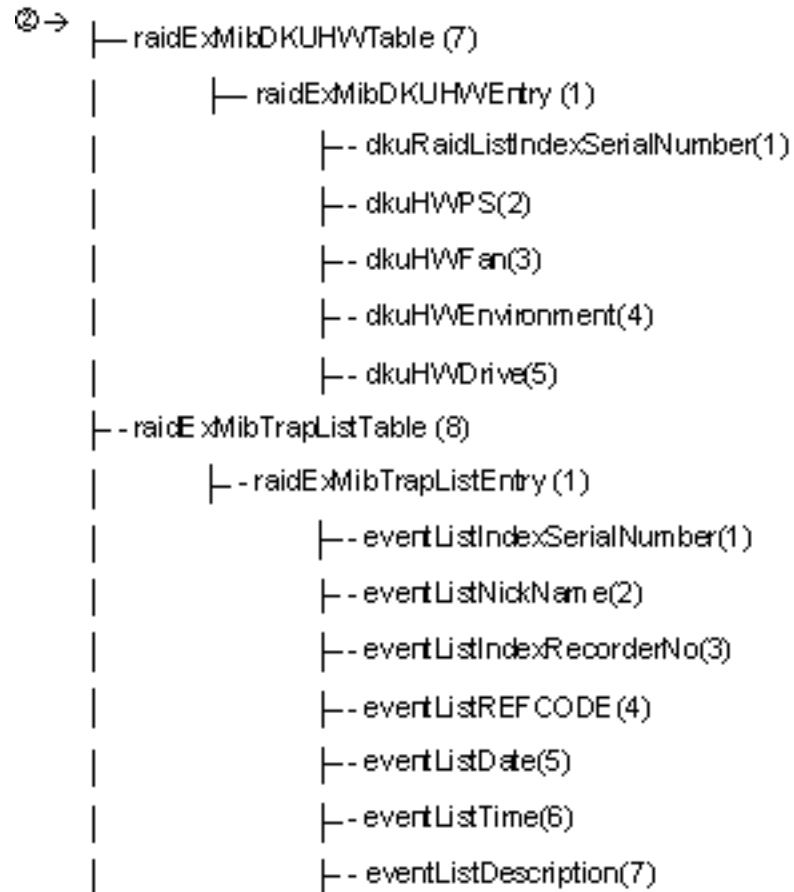 ②→
raidExMibDKUHWTable (7)
raidExMibDKUHWEntry (1)
dkuRaidListIndexSerialNumber(1)
dkuHWPS(2)
dkuHWFan(3)
dkuHWEnvironment(4)
dkuHWDrive(5)
raidExMibTrapListTable (8)
raidExMibTrapListEntry (1)
eventListIndexSerialNumber(1)
eventListNickName(2)
eventListIndexRecorderNo(3)
eventListREFCODE(4)
eventListDate(5)
eventListTime(6)
eventListDescription(7)